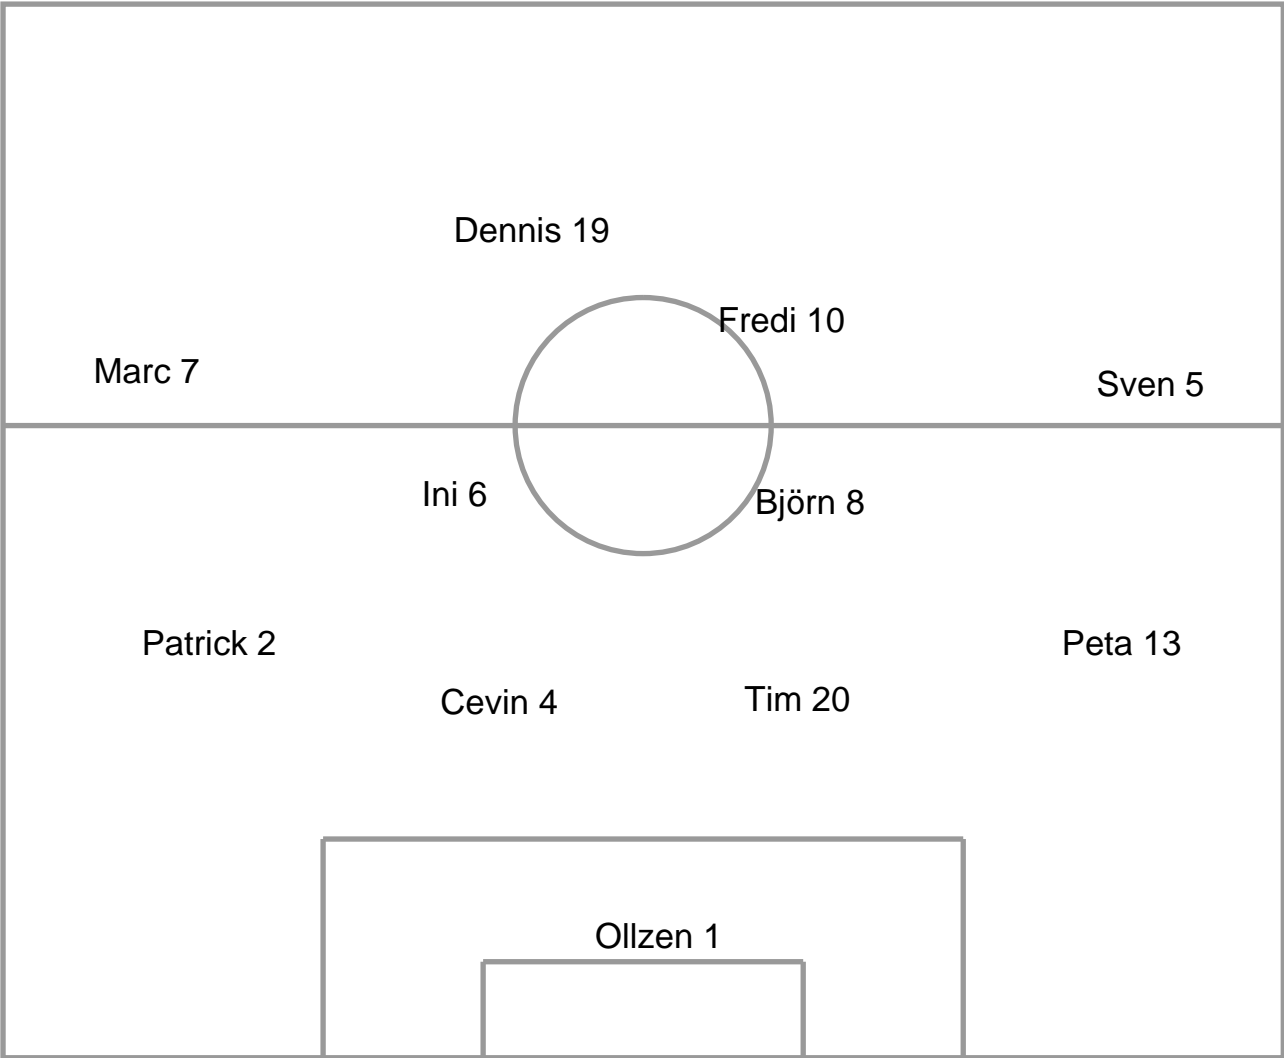 Dennis 19
Fredi 10
Marc 7
Sven 5
Ini 6
Björn 8
Patrick 2
Peta 13
Cevin 4
Tim 20
Ollzen 1